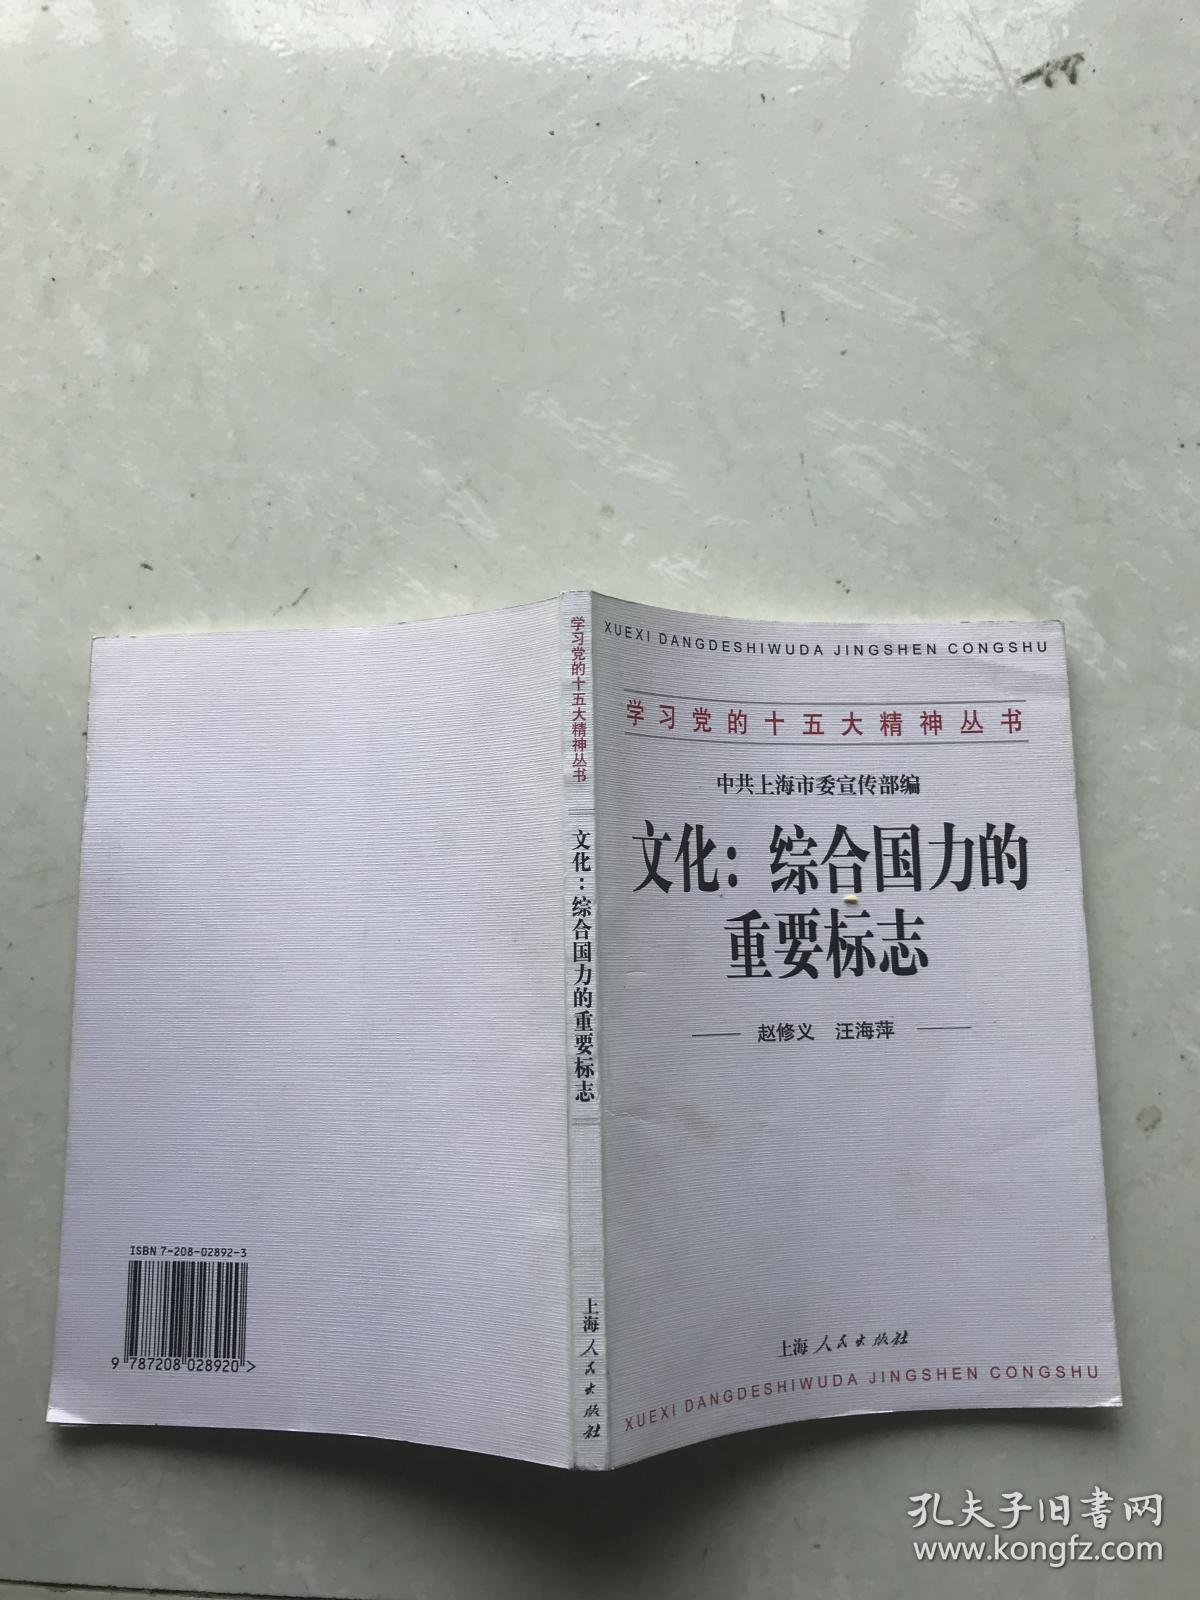 XUEXI DANGDESHIWUDA JINGSHEN CONGSHU
学习党的十五大精神丛书
中共上海市委宣传部编
文化：综合国力的
重要标志
赵修义 汪海萍
上海人民出版社
XUEXI DANGDESHIWUDA JINGSHEN CONGSHU
学习党的十五大精神丛书
文化：综合国力的重要标志
上海人民出版社
ISBN 7-208-02892-3
9 787208 028920 >
孔夫子旧书网
www.kongfz.com